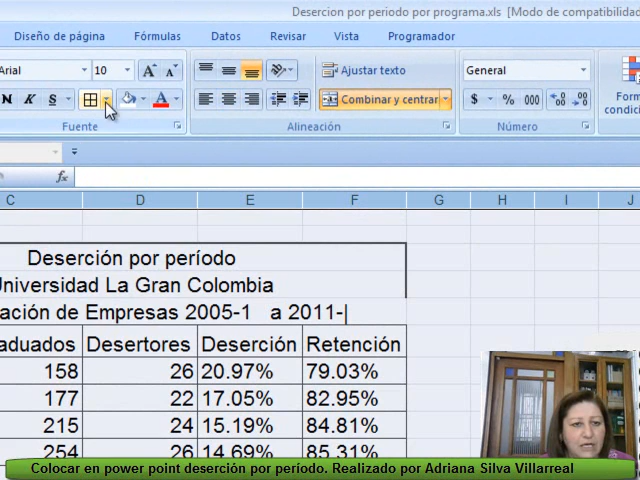 Desercion por periodo por programa.xls [Modo de compatibilidad
Diseño de página Fórmulas Datos Revisar Vista Programador
Arial 10 A A Ajustar texto General
N K S A Combinar y centrar $ % 000
Form
condici
Fuente Alineación Número
fx
C D E F G H I J
Deserción por período
Universidad La Gran Colombia
ación de Empresas 2005-1 a 2011-|
aduados Desertores Deserción Retención
158 26 20.97% 79.03%
177 22 17.05% 82.95%
215 24 15.19% 84.81%
254 26 14.69% 85.31%
Colocar en power point deserción por período. Realizado por Adriana Silva Villarreal